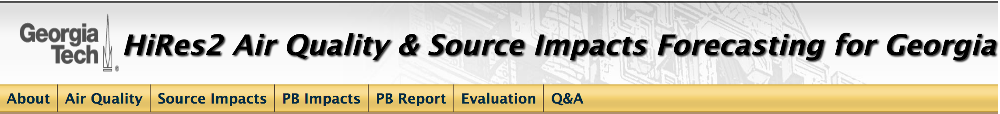 Georgia
Tech ®
HiRes2 Air Quality & Source Impacts Forecasting for Georgia
About Air Quality Source Impacts PB Impacts PB Report Evaluation Q&A